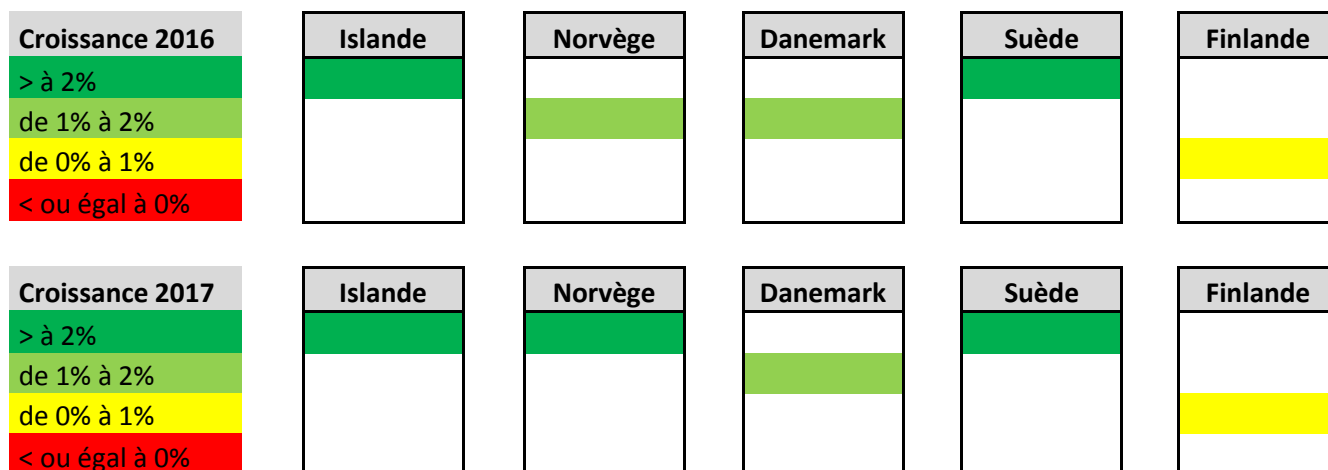 Croissance 2016 Islande Norvège Danemark Suède Finlande
> à 2%
de 1% à 2%
de 0% à 1%
< ou égal à 0%
Croissance 2017 Islande Norvège Danemark Suède Finlande
> à 2%
de 1% à 2%
de 0% à 1%
< ou égal à 0%